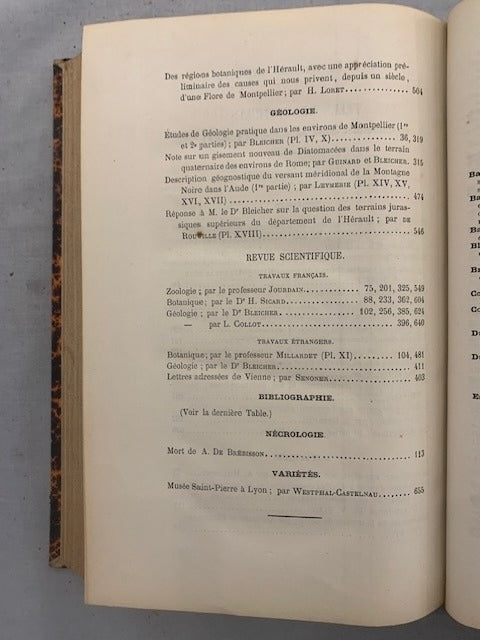 Des régions botaniques de l'Hérault, avec une appréciation pré-
liminaire des causes qui nous privent, depuis un siècle,
d'une Flore de Montpellier; par H. LORET............... 564
GÉOLOGIE.
Études de Géologie pratique dans les environs de Montpellier (1re
et 2e parties); par BLEICHER (Pl. IV, X)............ 36, 319
Note sur un gisement nouveau de Diatomacées dans le terrain
quaternaire des environs de Rome; par GUINARD et BLEICHER. 315
Description géognostique du versant méridional de la Montagne
Noire dans l'Aude (1re partie); par LEYMERIE (Pl. XIV, XV,
XVI, XVII) ............................ 474
Réponse à M. le Dr Bleicher sur la question des terrains juras-
siques supérieurs du département de l'Hérault; par DE
ROUVILLE (Pl. XVIII)............................ 546
REVUE SCIENTIFIQUE.
TRAVAUX FRANÇAIS.
Zoologie; par le professeur JOURDAIN............ 75, 201, 325, 549
Botanique; par le Dr H. SICARD............ 88, 233, 362, 604
Géologie; par le Dr BLEICHER............ 102, 256, 385, 624
— par L. COLLOT............................ 396, 640
TRAVAUX ÉTRANGERS.
Botanique; par le professeur MILLARDET (Pl. XI)......... 104, 481
Géologie; par le Dr BLEICHER............................ 411
Lettres adressées de Vienne; par SENONER.................. 403
BIBLIOGRAPHIE.
(Voir la dernière Table.)
NÉCROLOGIE
Mort de A. DE BRÉBISSON............................ 113
VARIÉTÉS.
Musée Saint-Pierre à Lyon; par WESTPHAL-CASTELNAU........ 655